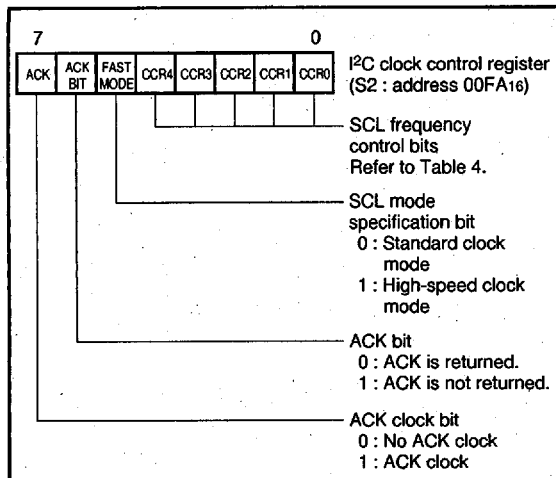 7 0
ACK ACK BIT FAST MODE CCR4 CCR3 CCR2 CCR1 CCR0
I²C clock control register
(S2 : address 00FA16)
SCL frequency
control bits
Refer to Table 4.
SCL mode
specification bit
0 : Standard clock
mode
1 : High-speed clock
mode
ACK bit
0 : ACK is returned.
1 : ACK is not returned.
ACK clock bit
0 : No ACK clock
1 : ACK clock